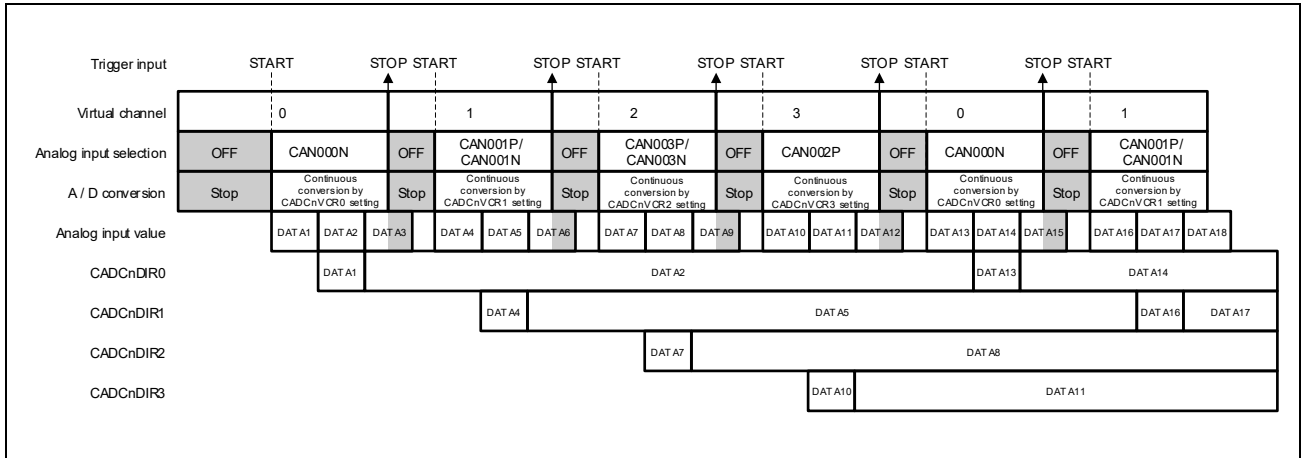 Trigger input START STOP START STOP START STOP START STOP START STOP START
Virtual channel 0 1 2 3 0 1
Analog input selection OFF CAN000N OFF CAN001P/ CAN001N OFF CAN003P/ CAN003N OFF CAN002P OFF CAN000N OFF CAN001P/ CAN001N
A / D conversion Stop Continuous conversion by CADCnVCR0 setting Stop Continuous conversion by CADCnVCR1 setting Stop Continuous conversion by CADCnVCR2 setting Stop Continuous conversion by CADCnVCR3 setting Stop Continuous conversion by CADCnVCR0 setting Stop Continuous conversion by CADCnVCR1 setting
Analog input value DATA1 DATA2 DATA3 DATA4 DATA5 DATA6 DATA7 DATA8 DATA9 DATA10 DATA11 DATA12 DATA13 DATA14 DATA15 DATA16 DATA17 DATA18
CADCnDIR0 DATA1 DATA2 DATA13 DATA14
CADCnDIR1 DATA4 DATA5 DATA16 DATA17
CADCnDIR2 DATA7 DATA8
CADCnDIR3 DATA10 DATA11